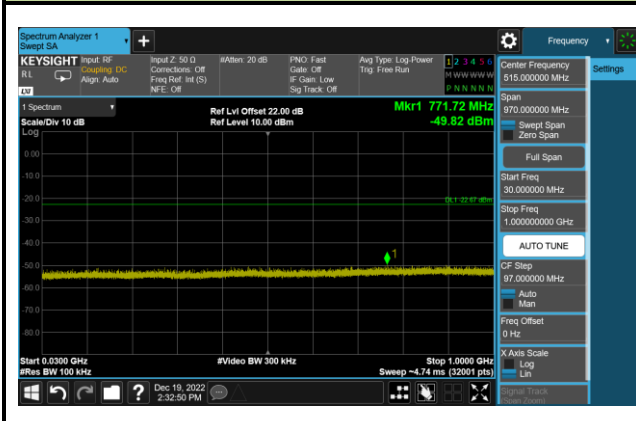 Spectrum Analyzer 1
Swept SA
Frequency
KEYSIGHT
RL
Input: RF
Coupling: DC
Align: Auto
Input Z: 50 Ω
Corrections: Off
Freq Ref: Int (S)
NFE: Off
#Atten: 20 dB
PNO: Fast
Gate: Off
IF Gain: Low
Sig Track: Off
Avg Type: Log-Power
Trig: Free Run
1 2 3 4 5 6
M W W W W W
P N N N N N
1 Spectrum
Scale/Div 10 dB
Log
Ref Lvl Offset 22.00 dB
Ref Level 10.00 dBm
Mkr1 771.72 MHz
-49.82 dBm
0.00
-10.0
-20.0
-30.0
-40.0
-50.0
-60.0
-70.0
-80.0
DL1 -22.67 dBm
1
Start 0.0300 GHz
#Res BW 100 kHz
#Video BW 300 kHz
Stop 1.0000 GHz
Sweep ~4.74 ms (32001 pts)
Dec 19, 2022
2:32:50 PM
Center Frequency
515.000000 MHz
Settings
Span
970.000000 MHz
Swept Span
Zero Span
Full Span
Start Freq
30.000000 MHz
Stop Freq
1.000000000 GHz
AUTO TUNE
CF Step
97.000000 MHz
Auto
Man
Freq Offset
0 Hz
X Axis Scale
Log
Lin
Signal Track
(Span Zoom)